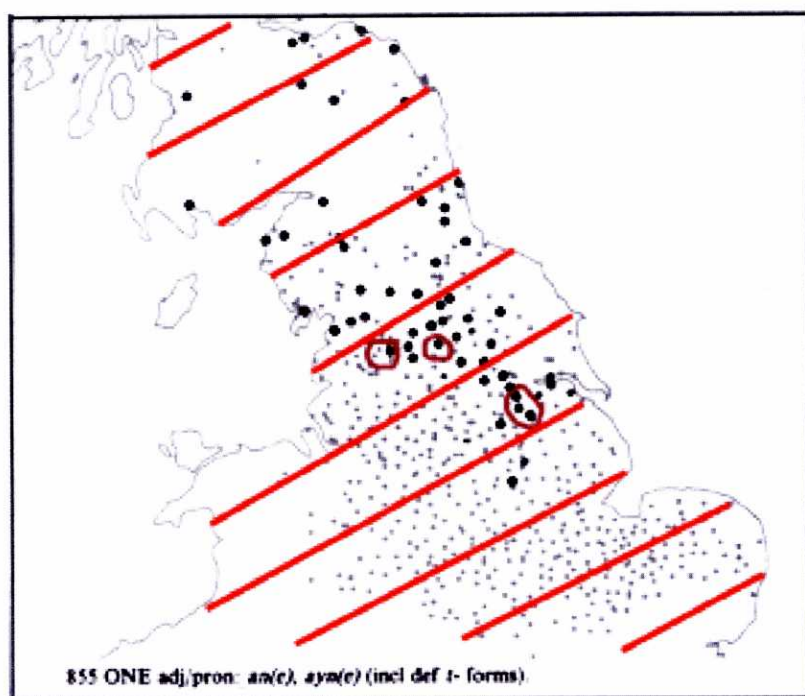 855 ONE adj/pron: an(e), ayn(e) (incl def t- forms).